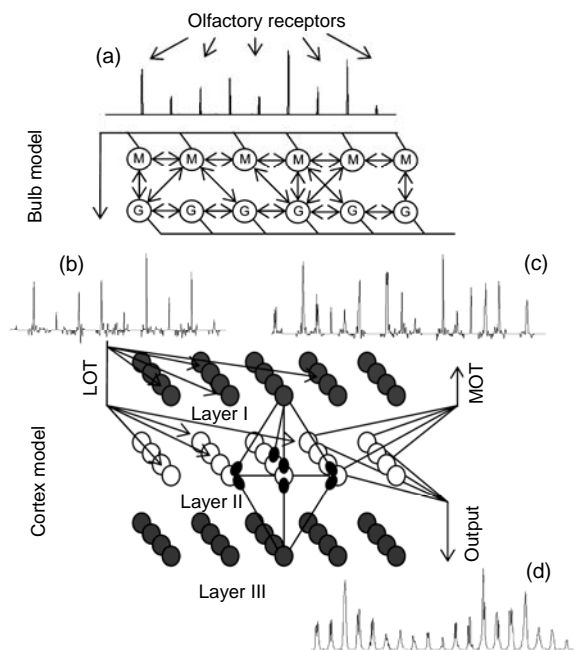 Olfactory receptors
(a)
Bulb model
M M M M M M
G G G G G G
(b)
(c)
LOT
MOT
Layer I
Cortex model
Layer II
Output
Layer III
(d)